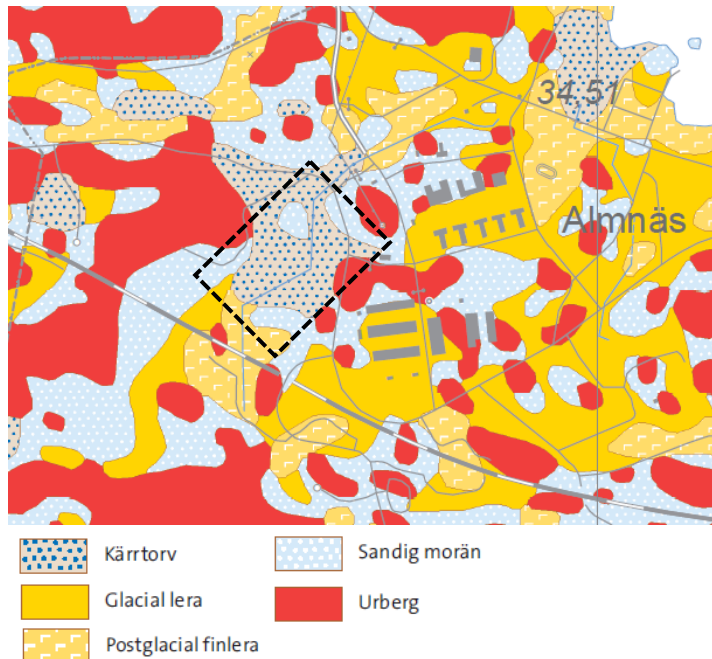 34,51
Almnäs
Kärrtorv
Sandig morän
Glacial lera
Urberg
Postglacial finlera